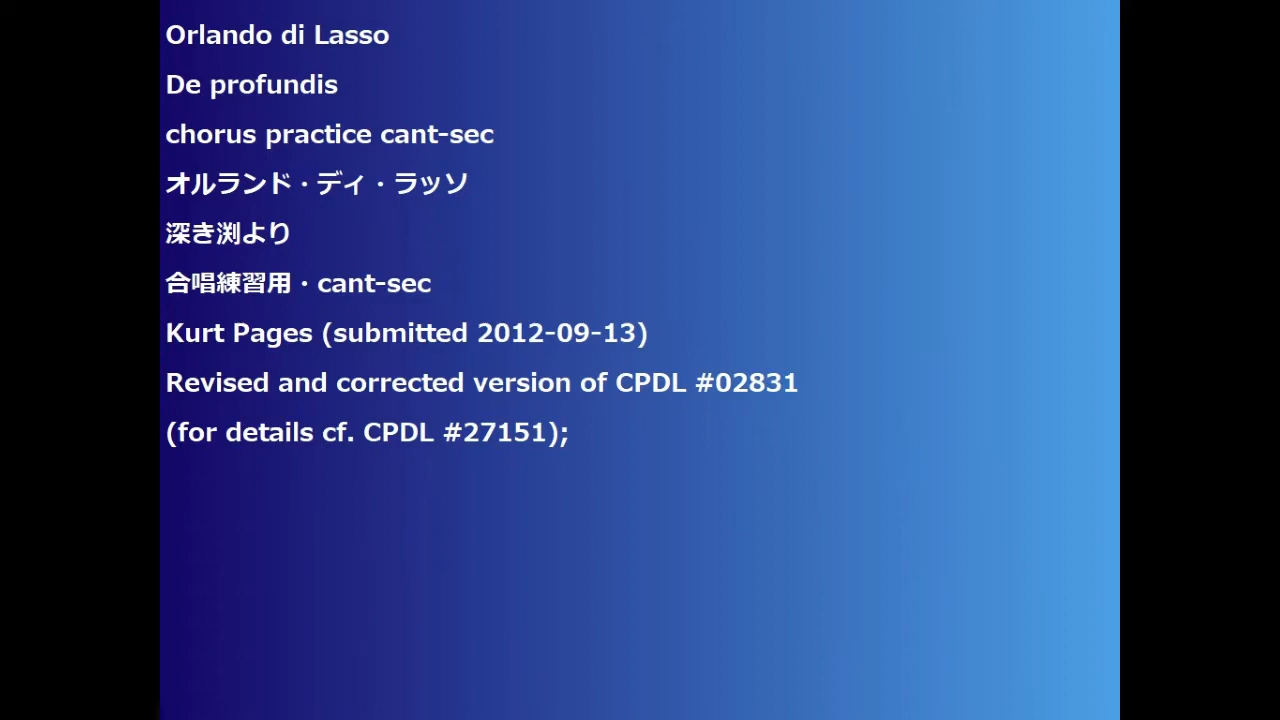 Orlando di Lasso
De profundis
chorus practice cant-sec
オルランド・ディ・ラッソ
深き渕より
合唱練習用・cant-sec
Kurt Pages (submitted 2012-09-13)
Revised and corrected version of CPDL #02831
(for details cf. CPDL #27151);